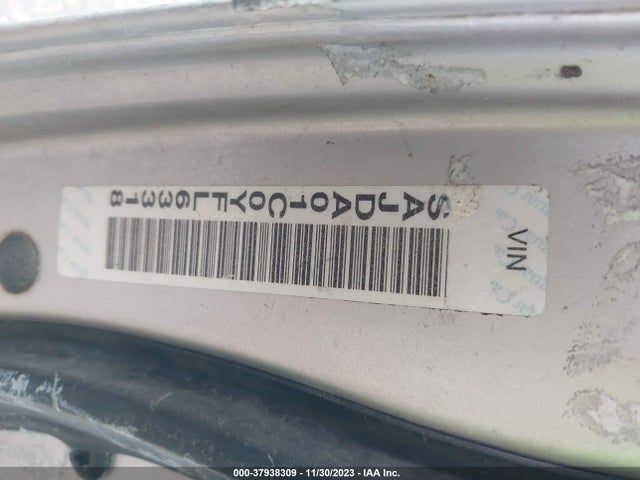 VIN
SAJDA01C0YFL63318
000-37938309 - 11/30/2023 - IAA Inc.